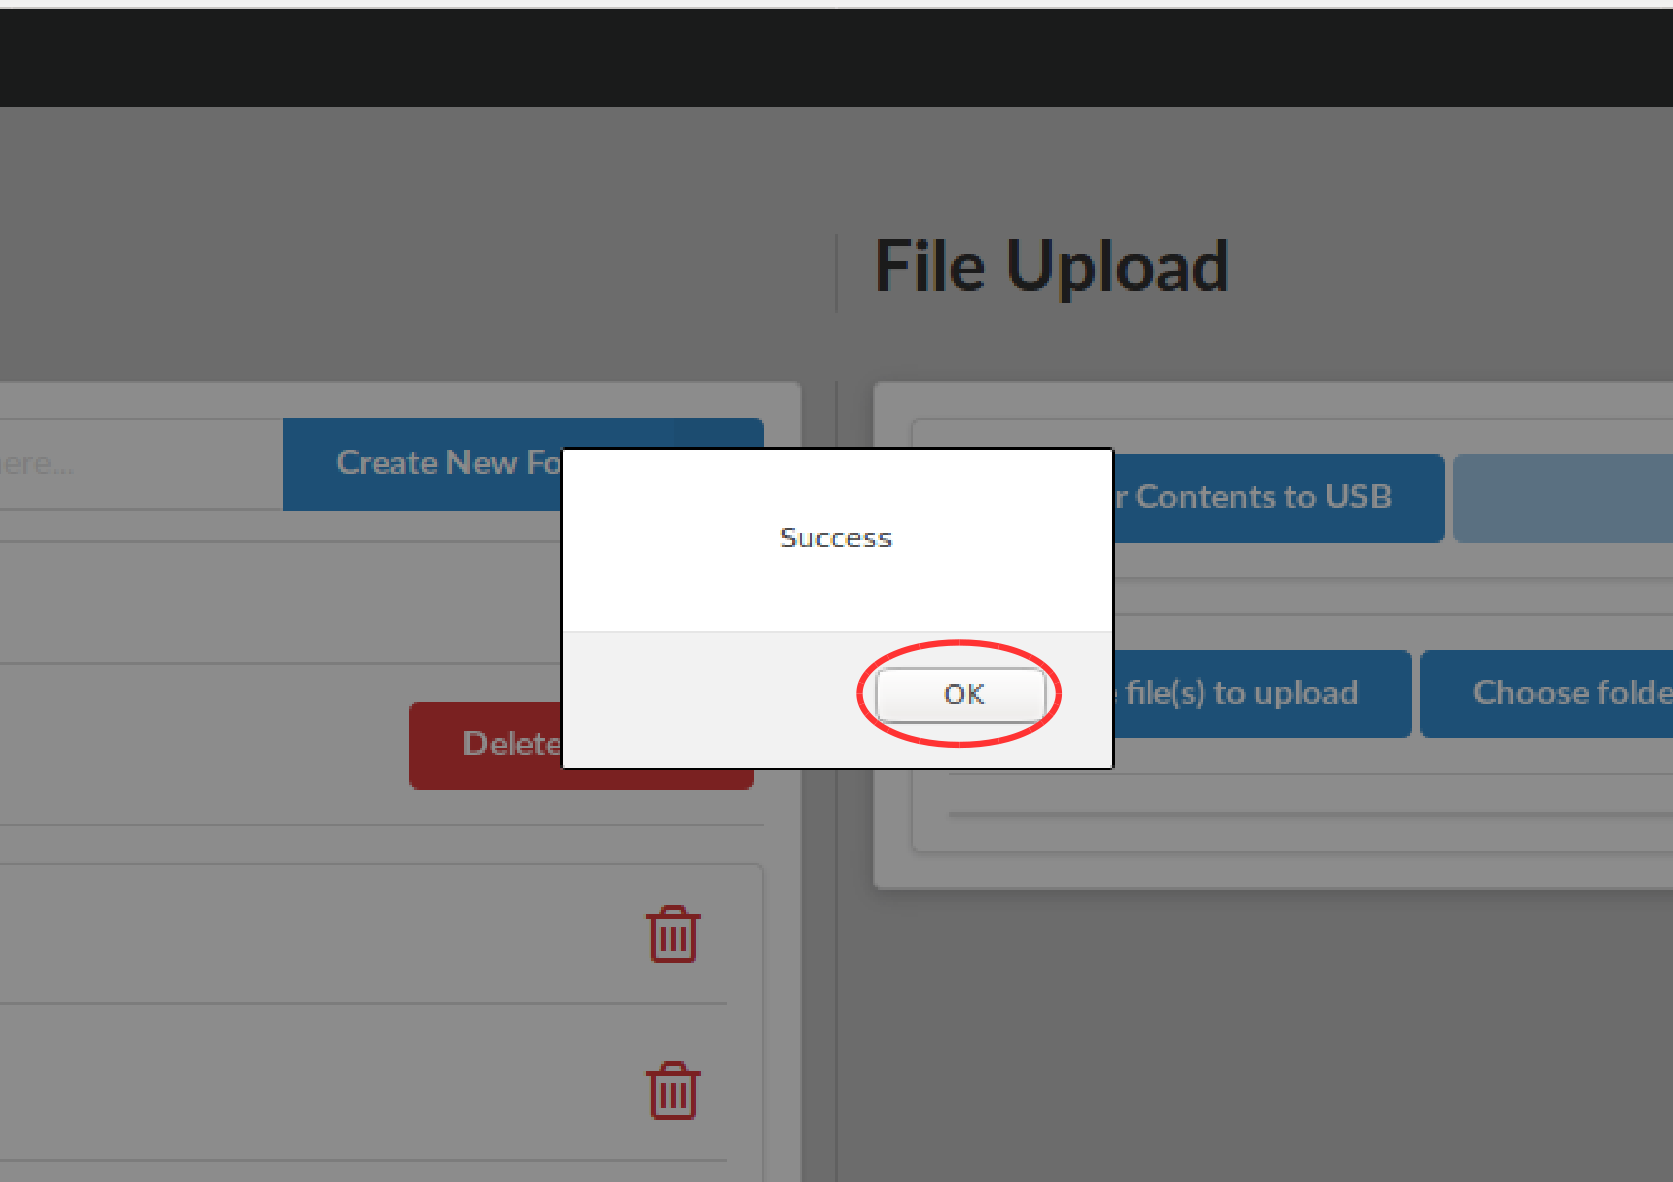 File Upload
ere...
Create New Fo
r Contents to USB
Success
file(s) to upload
Choose folde
OK
Delete